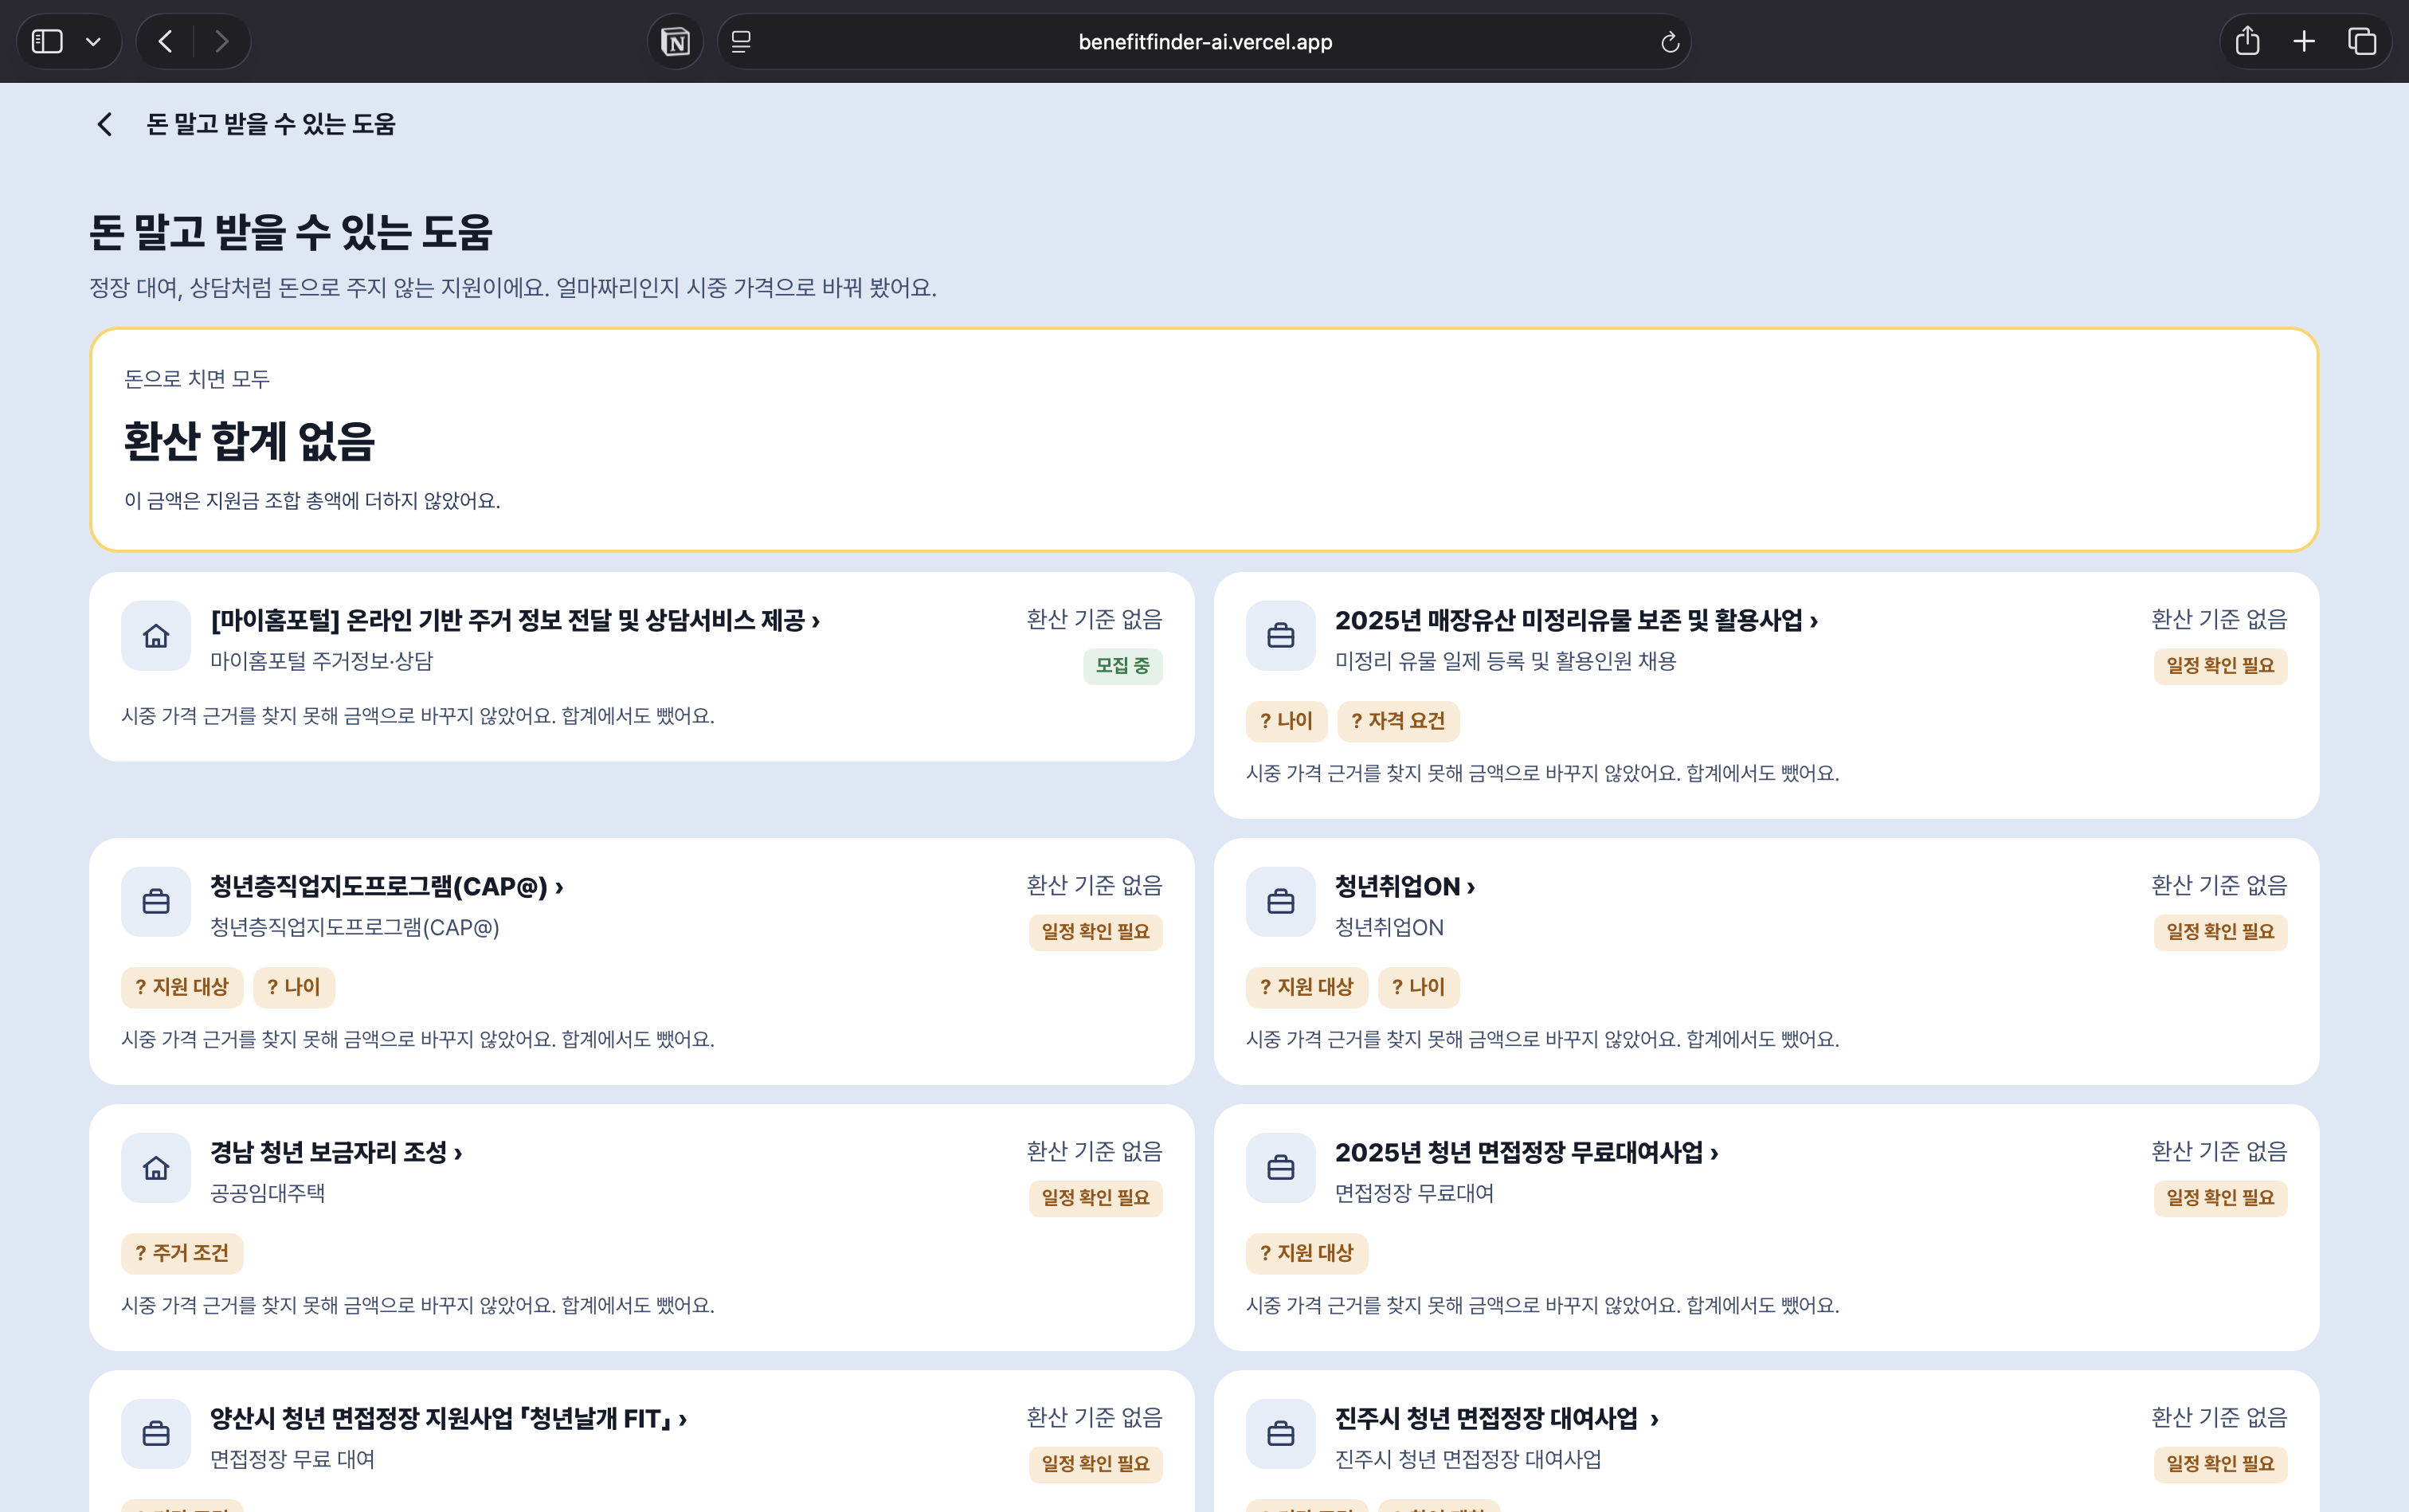 benefitfinder-ai.vercel.app
돈 말고 받을 수 있는 도움
돈 말고 받을 수 있는 도움
정장 대여, 상담처럼 돈으로 주지 않는 지원이에요. 얼마짜리인지 시중 가격으로 바꿔 봤어요.
돈으로 치면 모두
환산 합계 없음
이 금액은 지원금 조합 총액에 더하지 않았어요.
[마이홈포털] 온라인 기반 주거 정보 전달 및 상담서비스 제공 ›
환산 기준 없음
마이홈포털 주거정보·상담
모집 중
시중 가격 근거를 찾지 못해 금액으로 바꾸지 않았어요. 합계에서도 뺐어요.
2025년 매장유산 미정리유물 보존 및 활용사업 ›
환산 기준 없음
미정리 유물 일제 등록 및 활용인원 채용
일정 확인 필요
? 나이
? 자격 요건
시중 가격 근거를 찾지 못해 금액으로 바꾸지 않았어요. 합계에서도 뺐어요.
청년층직업지도프로그램(CAP@) ›
환산 기준 없음
청년층직업지도프로그램(CAP@)
일정 확인 필요
? 지원 대상
? 나이
시중 가격 근거를 찾지 못해 금액으로 바꾸지 않았어요. 합계에서도 뺐어요.
청년취업ON ›
환산 기준 없음
청년취업ON
일정 확인 필요
? 지원 대상
? 나이
시중 가격 근거를 찾지 못해 금액으로 바꾸지 않았어요. 합계에서도 뺐어요.
경남 청년 보금자리 조성 ›
환산 기준 없음
공공임대주택
일정 확인 필요
? 주거 조건
시중 가격 근거를 찾지 못해 금액으로 바꾸지 않았어요. 합계에서도 뺐어요.
2025년 청년 면접정장 무료대여사업 ›
환산 기준 없음
면접정장 무료대여
일정 확인 필요
? 지원 대상
시중 가격 근거를 찾지 못해 금액으로 바꾸지 않았어요. 합계에서도 뺐어요.
양산시 청년 면접정장 지원사업 「청년날개 FIT」 ›
환산 기준 없음
면접정장 무료 대여
일정 확인 필요
진주시 청년 면접정장 대여사업 ›
환산 기준 없음
진주시 청년 면접정장 대여사업
일정 확인 필요